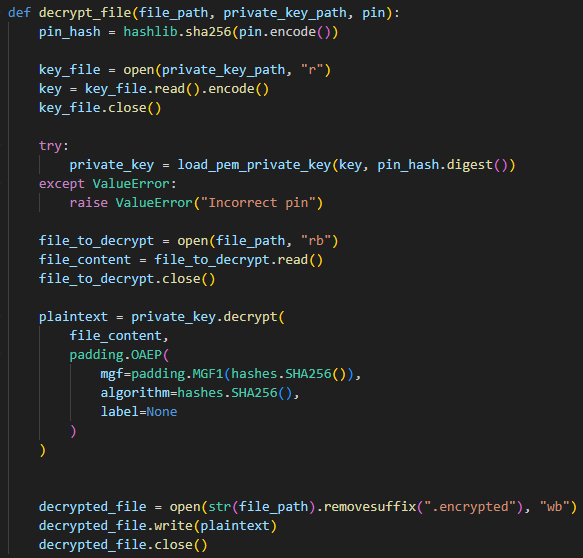 def decrypt_file(file_path, private_key_path, pin):
    pin_hash = hashlib.sha256(pin.encode())

    key_file = open(private_key_path, "r")
    key = key_file.read().encode()
    key_file.close()

    try:
        private_key = load_pem_private_key(key, pin_hash.digest())
    except ValueError:
        raise ValueError("Incorrect pin")

    file_to_decrypt = open(file_path, "rb")
    file_content = file_to_decrypt.read()
    file_to_decrypt.close()

    plaintext = private_key.decrypt(
        file_content,
        padding.OAEP(
            mgf=padding.MGF1(hashes.SHA256()),
            algorithm=hashes.SHA256(),
            label=None
        )
    )


    decrypted_file = open(str(file_path).removesuffix(".encrypted"), "wb")
    decrypted_file.write(plaintext)
    decrypted_file.close()